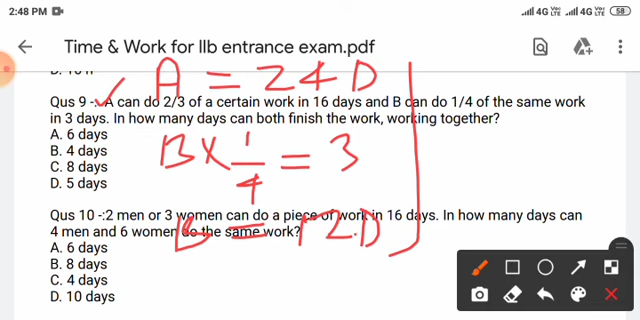 2:48 PM
4G 4G 58
Time & Work for IIb entrance exam.pdf
A = 24D
Qus 9 -: A can do 2/3 of a certain work in 16 days and B can do 1/4 of the same work
in 3 days. In how many days can both finish the work, working together?
A. 6 days
B. 4 days
C. 8 days
D. 5 days
B × 1/4 = 3
B = 12D
Qus 10 -:2 men or 3 women can do a piece of work in 16 days. In how many days can
4 men and 6 women do the same work?
A. 6 days
B. 8 days
C. 4 days
D. 10 days